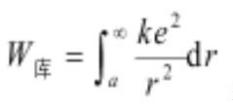 W库 = ∫ₐ^∞ ke²/r² dr